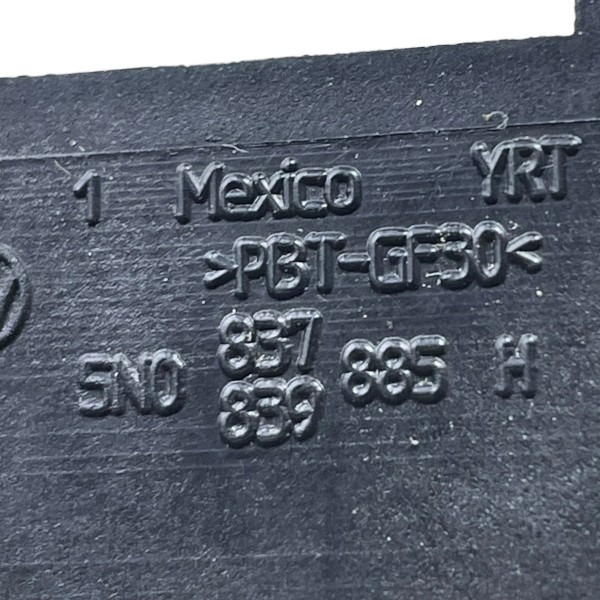 1 Mexico YRT
>PBT-GF30<
837
5N0 885 H
839